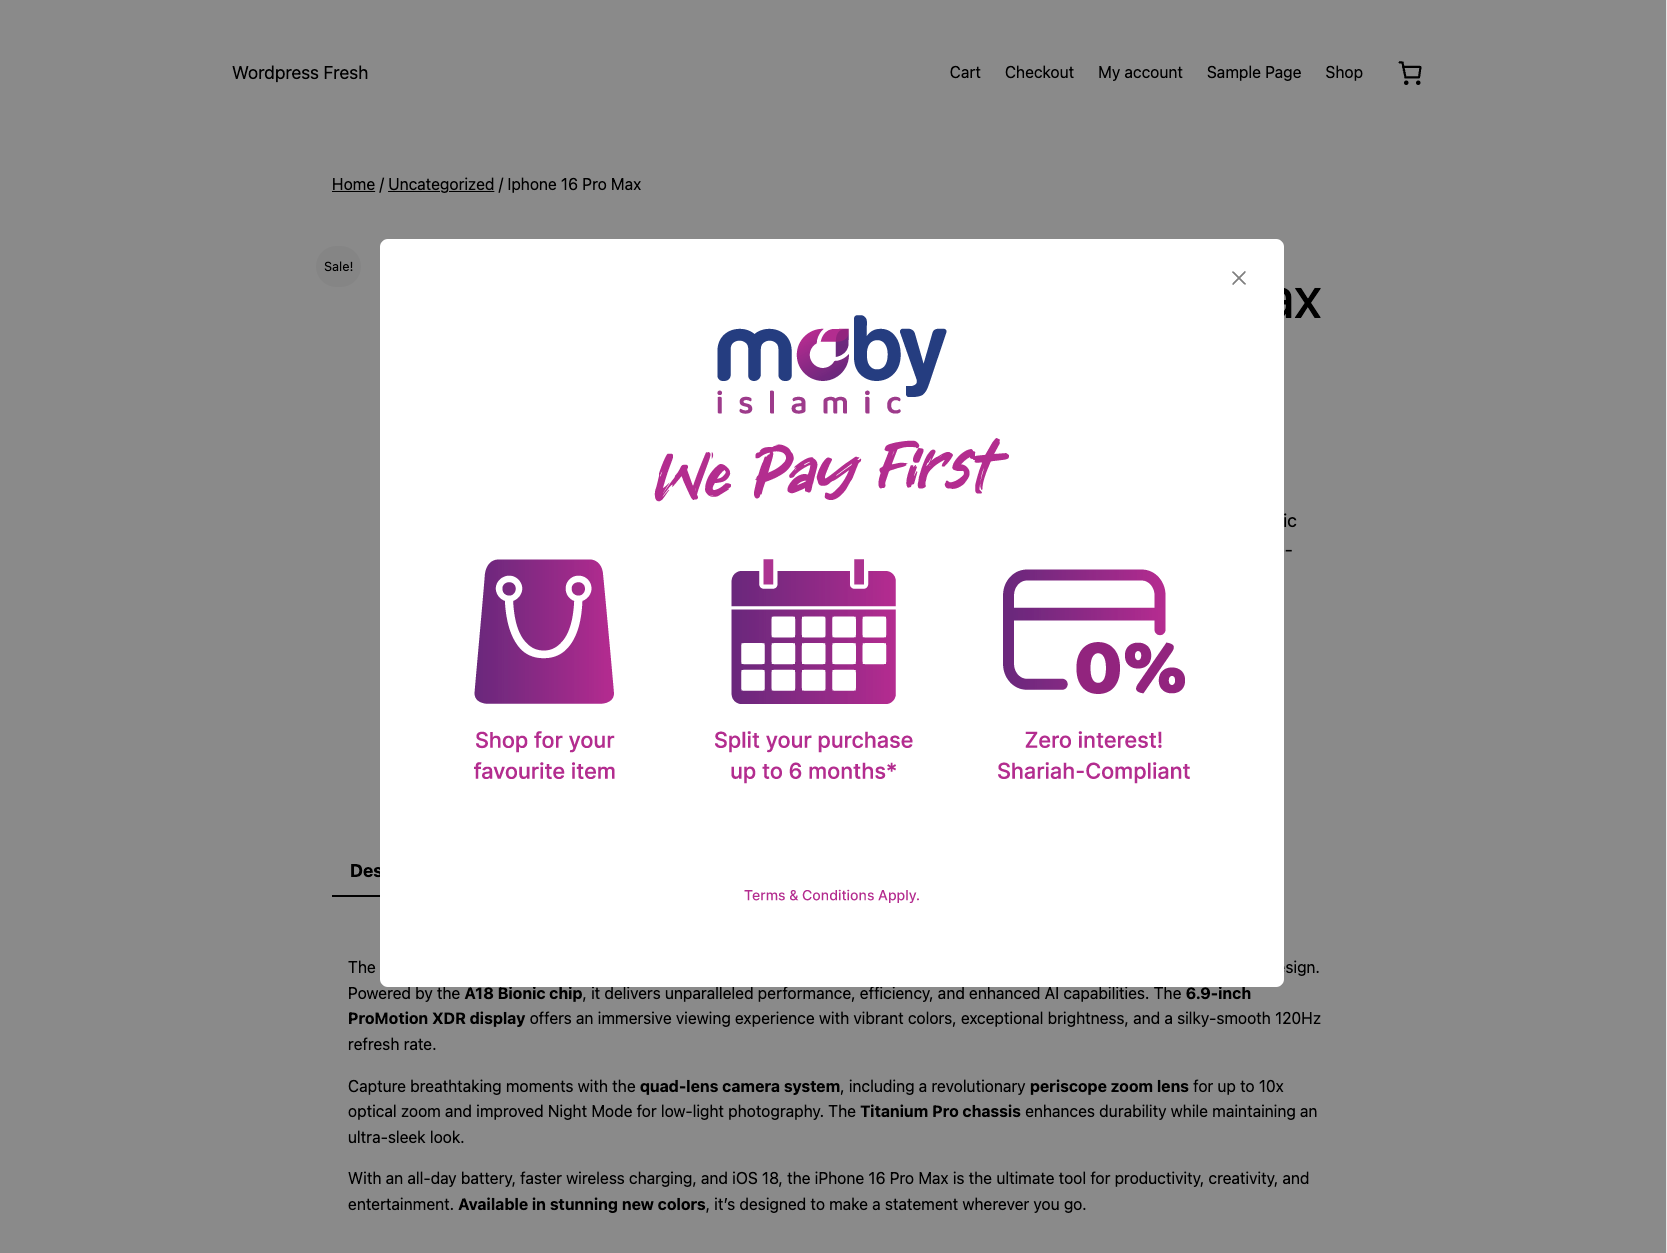 Wordpress Fresh
Cart Checkout My account Sample Page Shop
Home / Uncategorized / Iphone 16 Pro Max
Sale!
moby
islamic
We Pay First
0%
Shop for your
favourite item
Split your purchase
up to 6 months*
Zero interest!
Shariah-Compliant
Terms & Conditions Apply.
The
Powered by the A18 Bionic chip, it delivers unparalleled performance, efficiency, and enhanced AI capabilities. The 6.9-inch
ProMotion XDR display offers an immersive viewing experience with vibrant colors, exceptional brightness, and a silky-smooth 120Hz
refresh rate.
Capture breathtaking moments with the quad-lens camera system, including a revolutionary periscope zoom lens for up to 10x
optical zoom and improved Night Mode for low-light photography. The Titanium Pro chassis enhances durability while maintaining an
ultra-sleek look.
With an all-day battery, faster wireless charging, and iOS 18, the iPhone 16 Pro Max is the ultimate tool for productivity, creativity, and
entertainment. Available in stunning new colors, it's designed to make a statement wherever you go.